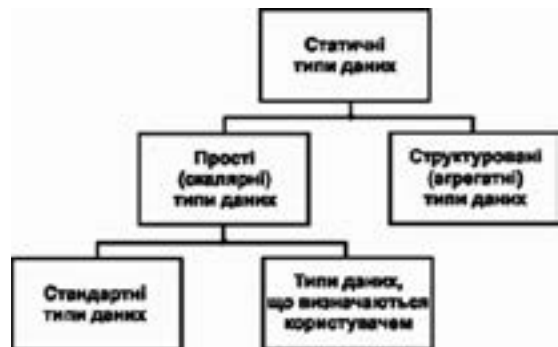 Статичні
типи даних
Прості
(скалярні)
типи даних
Структуровані
(агрегатні)
типи даних
Стандартні
типи даних
Типи даних,
що визначаються
користувачем